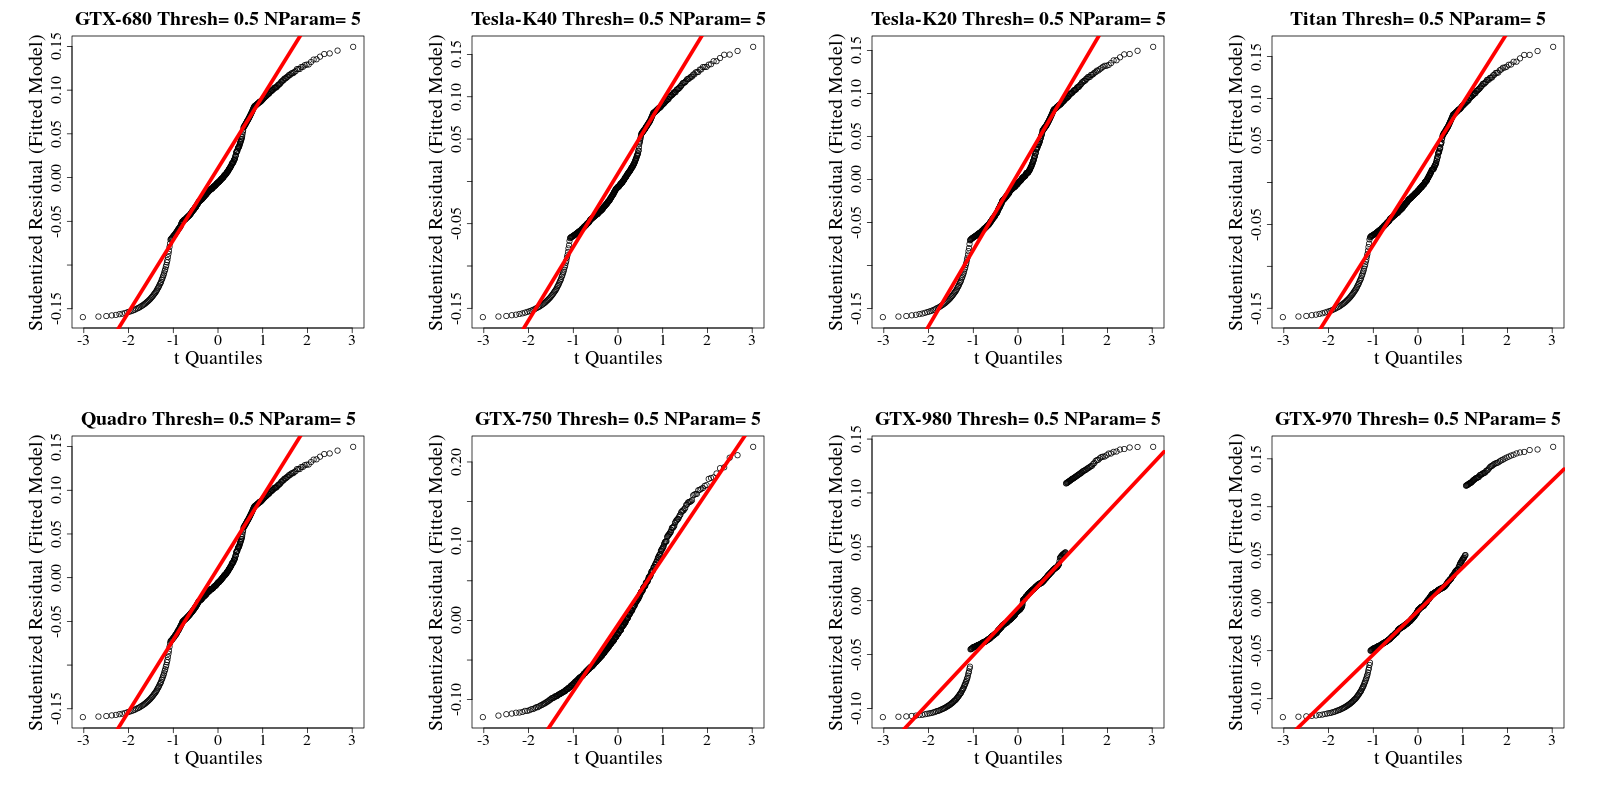 GTX-680 Thresh= 0.5 NParam= 5
Studentized Residual (Fitted Model)
-0.15 -0.05 0.00 0.05 0.10 0.15
-3 -2 -1 0 1 2 3
t Quantiles
Tesla-K40 Thresh= 0.5 NParam= 5
Studentized Residual (Fitted Model)
-0.15 -0.05 0.05 0.10 0.15
-3 -2 -1 0 1 2 3
t Quantiles
Tesla-K20 Thresh= 0.5 NParam= 5
Studentized Residual (Fitted Model)
-0.15 -0.05 0.00 0.05 0.10 0.15
-3 -2 -1 0 1 2 3
t Quantiles
Titan Thresh= 0.5 NParam= 5
Studentized Residual (Fitted Model)
-0.15 -0.05 0.05 0.10 0.15
-3 -2 -1 0 1 2 3
t Quantiles
Quadro Thresh= 0.5 NParam= 5
Studentized Residual (Fitted Model)
-0.15 -0.05 0.00 0.05 0.10 0.15
-3 -2 -1 0 1 2 3
t Quantiles
GTX-750 Thresh= 0.5 NParam= 5
Studentized Residual (Fitted Model)
-0.10 0.00 0.10 0.20
-3 -2 -1 0 1 2 3
t Quantiles
GTX-980 Thresh= 0.5 NParam= 5
Studentized Residual (Fitted Model)
-0.10 -0.05 0.00 0.05 0.10 0.15
-3 -2 -1 0 1 2 3
t Quantiles
GTX-970 Thresh= 0.5 NParam= 5
Studentized Residual (Fitted Model)
-0.10 -0.05 0.00 0.05 0.10 0.15
-3 -2 -1 0 1 2 3
t Quantiles